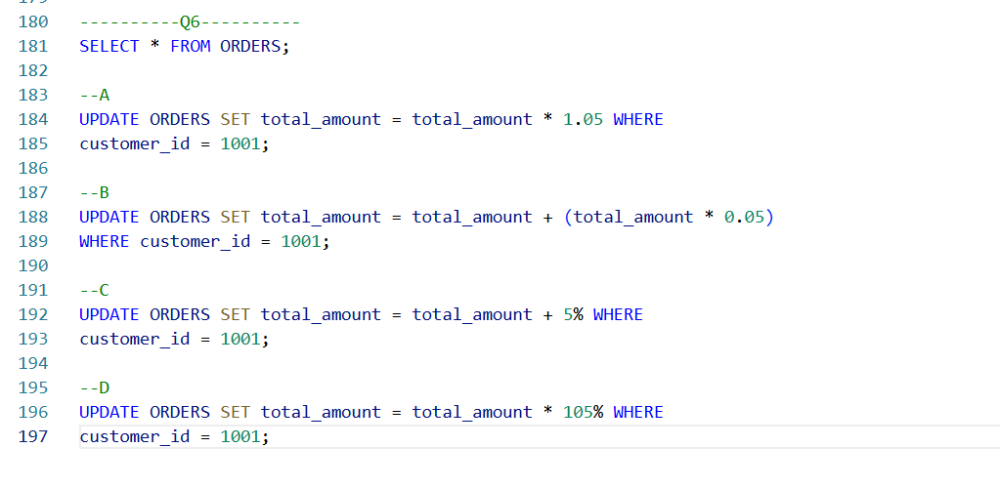 180 ----------Q6----------
181 SELECT * FROM ORDERS;
182
183 --A
184 UPDATE ORDERS SET total_amount = total_amount * 1.05 WHERE
185 customer_id = 1001;
186
187 --B
188 UPDATE ORDERS SET total_amount = total_amount + (total_amount * 0.05)
189 WHERE customer_id = 1001;
190
191 --C
192 UPDATE ORDERS SET total_amount = total_amount + 5% WHERE
193 customer_id = 1001;
194
195 --D
196 UPDATE ORDERS SET total_amount = total_amount * 105% WHERE
197 customer_id = 1001;